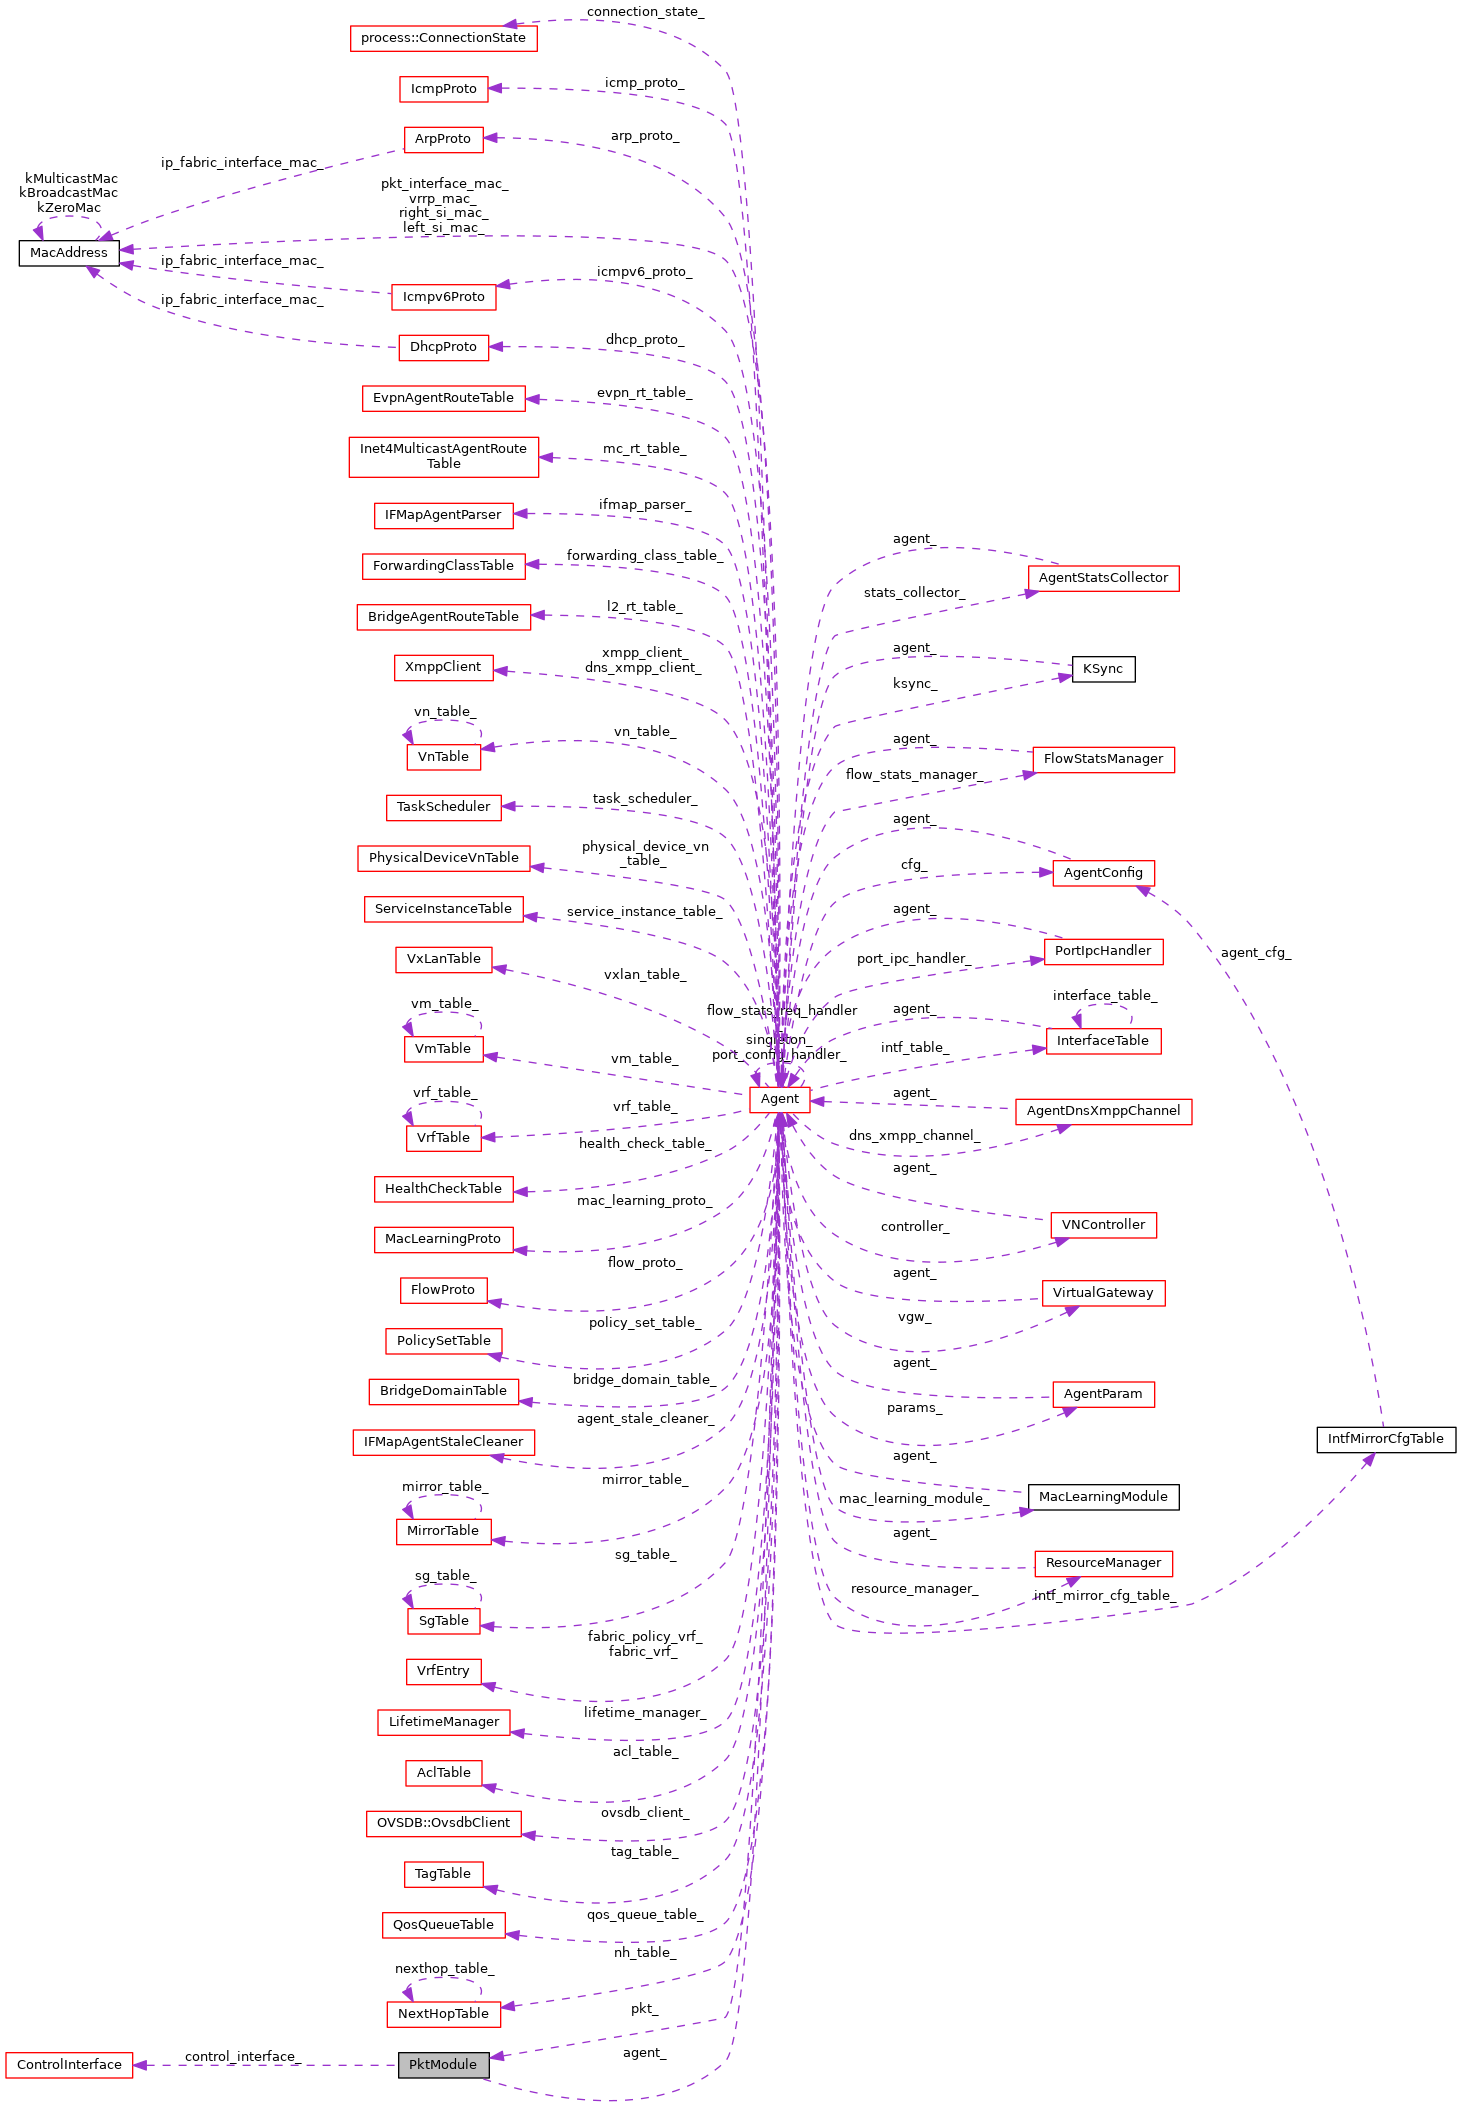 connection_state_
process::ConnectionState
icmp_proto_
IcmpProto
arp_proto_
ArpProto
ip_fabric_interface_mac_
kMulticastMac
kBroadcastMac
kZeroMac
pkt_interface_mac_
vrrp_mac_
right_si_mac_
left_si_mac_
MacAddress
ip_fabric_interface_mac_
icmpv6_proto_
Icmpv6Proto
ip_fabric_interface_mac_
dhcp_proto_
DhcpProto
evpn_rt_table_
EvpnAgentRouteTable
mc_rt_table_
Inet4MulticastAgentRoute
Table
ifmap_parser_
IFMapAgentParser
forwarding_class_table_
ForwardingClassTable
l2_rt_table_
BridgeAgentRouteTable
xmpp_client_
dns_xmpp_client_
XmppClient
vn_table_
vn_table_
VnTable
task_scheduler_
TaskScheduler
physical_device_vn
_table_
PhysicalDeviceVnTable
service_instance_table_
ServiceInstanceTable
vxlan_table_
VxLanTable
vm_table_
vm_table_
VmTable
vrf_table_
vrf_table_
VrfTable
health_check_table_
HealthCheckTable
mac_learning_proto_
MacLearningProto
flow_proto_
FlowProto
policy_set_table_
PolicySetTable
bridge_domain_table_
BridgeDomainTable
agent_stale_cleaner_
IFMapAgentStaleCleaner
mirror_table_
mirror_table_
MirrorTable
sg_table_
sg_table_
SgTable
fabric_policy_vrf_
fabric_vrf_
VrfEntry
lifetime_manager_
LifetimeManager
acl_table_
AclTable
ovsdb_client_
OVSDB::OvsdbClient
tag_table_
TagTable
qos_queue_table_
QosQueueTable
nh_table_
nexthop_table_
NextHopTable
pkt_
agent_
control_interface_
ControlInterface
PktModule
flow_stats_req_handler
_
singleton_
port_config_handler_
Agent
agent_
AgentStatsCollector
stats_collector_
agent_
KSync
ksync_
agent_
FlowStatsManager
flow_stats_manager_
agent_
cfg_
AgentConfig
agent_
PortIpcHandler
port_ipc_handler_
agent_cfg_
interface_table_
agent_
InterfaceTable
intf_table_
agent_
AgentDnsXmppChannel
dns_xmpp_channel_
agent_
VNController
controller_
agent_
VirtualGateway
vgw_
agent_
AgentParam
params_
IntfMirrorCfgTable
agent_
MacLearningModule
mac_learning_module_
agent_
ResourceManager
resource_manager_
intf_mirror_cfg_table_